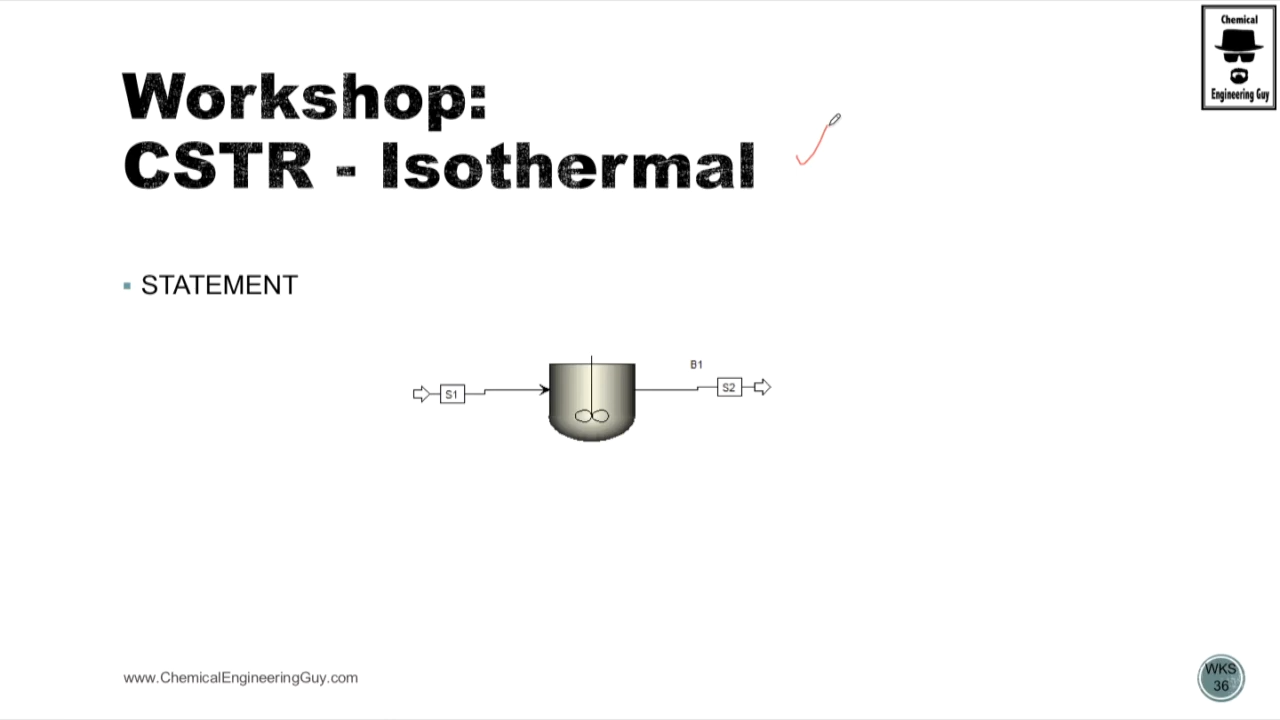 Chemical
Engineering Guy
Workshop:
CSTR - Isothermal
▪ STATEMENT
B1
S1
S2
www.ChemicalEngineeringGuy.com
WKS
36